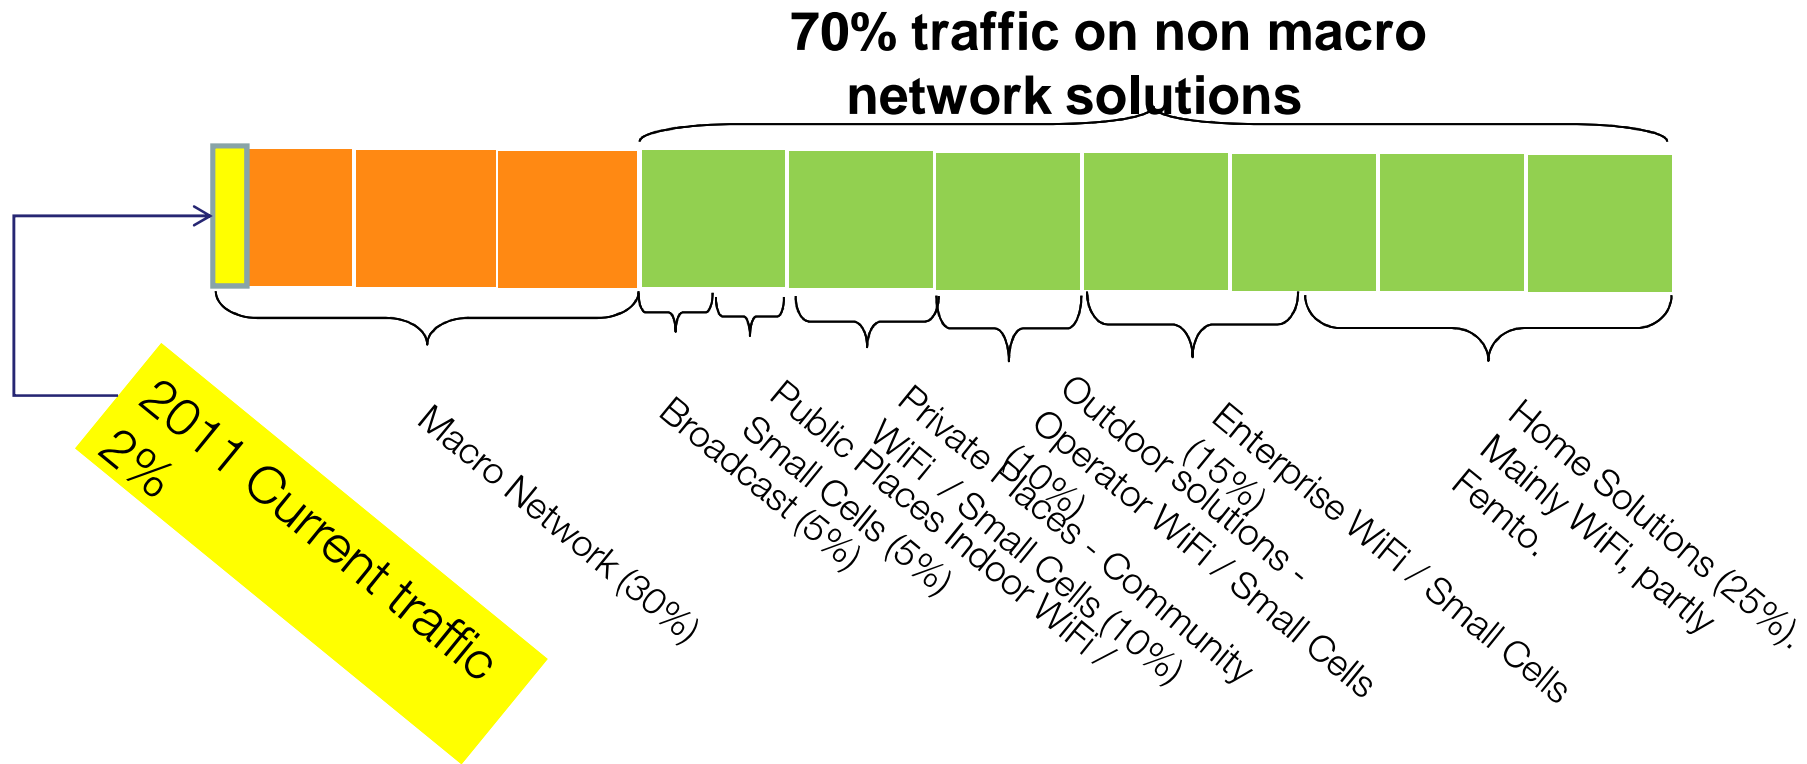 70% traffic on non macro
network solutions
2011 Current traffic
2%
Macro Network (30%)
Broadcast (5%)
Public Places Indoor WiFi /
Small Cells (5%)
Private Places - Community
WiFi / Small Cells (10%)
Outdoor solutions -
Operator WiFi / Small Cells
(10%)
Enterprise WiFi / Small Cells
(15%)
Home Solutions (25%).
Mainly WiFi, partly
Femto.